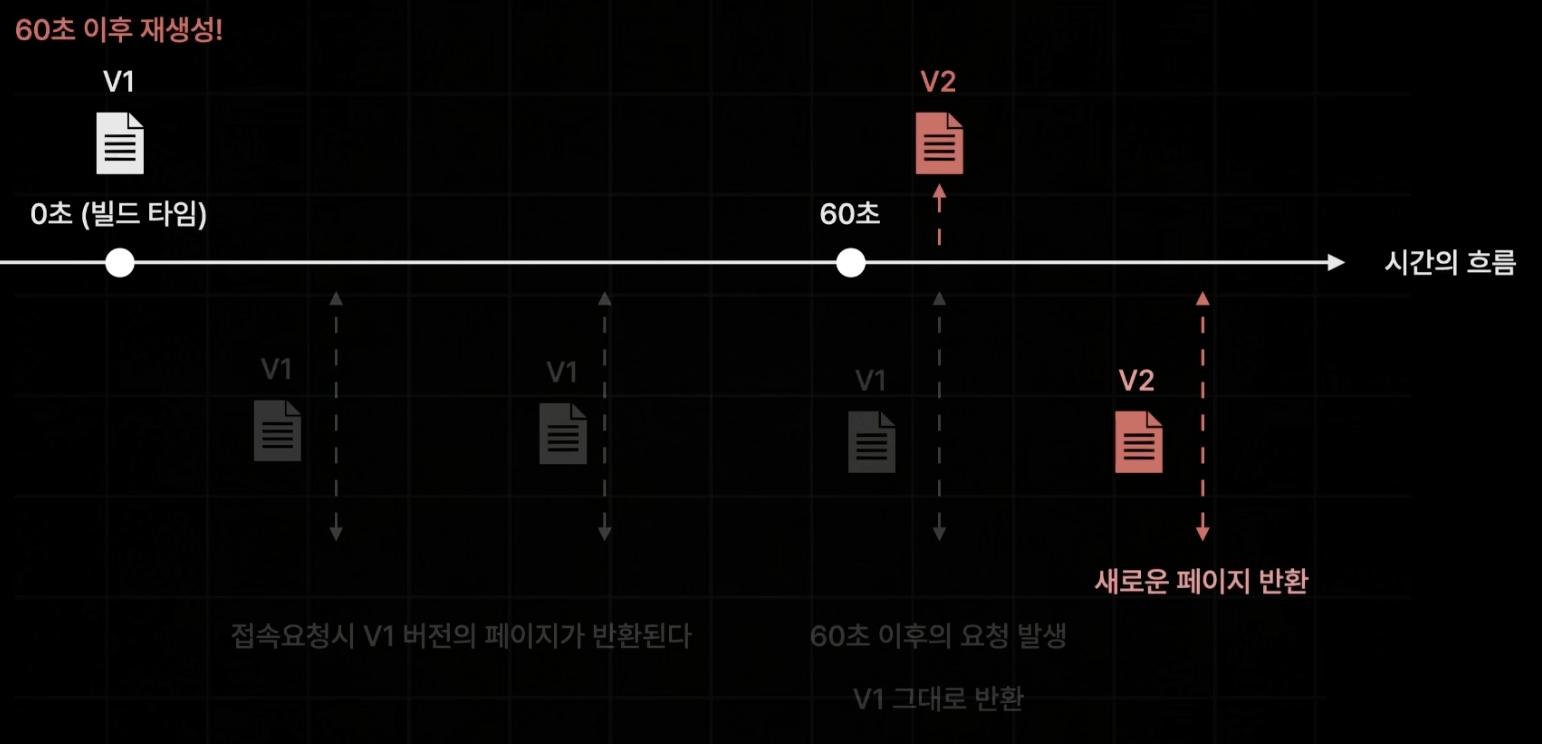 60초 이후 재생성!
V1
V2
0초 (빌드 타임)
60초
시간의 흐름
V1
V1
V1
V2
새로운 페이지 반환
접속요청시 V1 버전의 페이지가 반환된다
60초 이후의 요청 발생
V1 그대로 반환